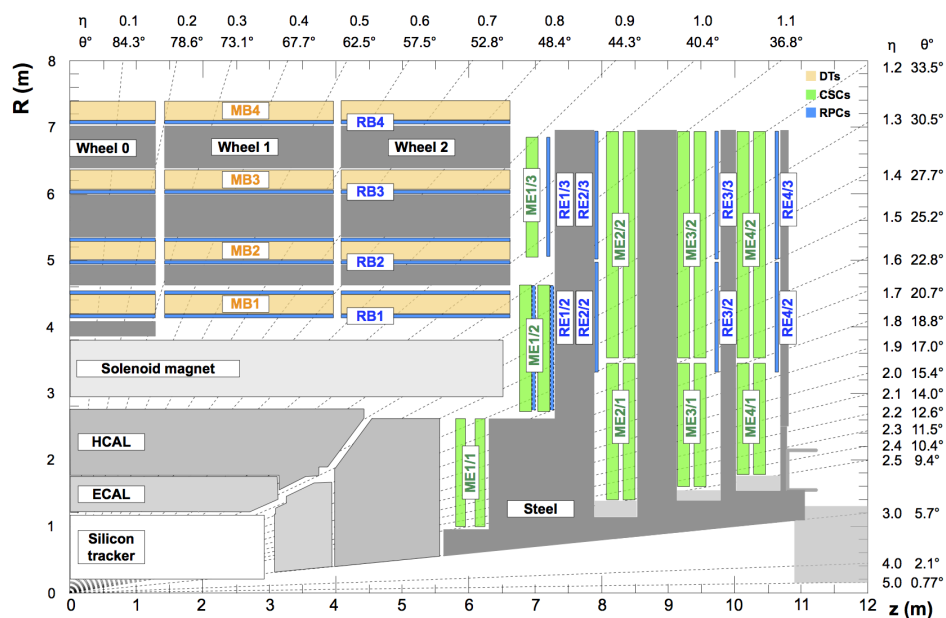 η 0.1 0.2 0.3 0.4 0.5 0.6 0.7 0.8 0.9 1.0 1.1
θ° 84.3° 78.6° 73.1° 67.7° 62.5° 57.5° 52.8° 48.4° 44.3° 40.4° 36.8° η θ°
R (m)
8
7
6
5
4
3
2
1
0
1.2 33.5°
1.3 30.5°
1.4 27.7°
1.5 25.2°
1.6 22.8°
1.7 20.7°
1.8 18.8°
1.9 17.0°
2.0 15.4°
2.1 14.0°
2.2 12.6°
2.3 11.5°
2.4 10.4°
2.5 9.4°
3.0 5.7°
4.0 2.1°
5.0 0.77°
DTs
CSCs
RPCs
MB4
RB4
Wheel 0 Wheel 1 Wheel 2
MB3
RB3
MB2
RB2
MB1
RB1
Solenoid magnet
HCAL
ECAL
Silicon
tracker
Steel
ME1/3
RE1/3
RE2/3
ME2/2
ME3/2
RE3/3
ME4/2
RE4/3
ME1/2
RE1/2
RE2/2
RE3/2
RE4/2
ME1/1
ME2/1
ME3/1
ME4/1
0 1 2 3 4 5 6 7 8 9 10 11 12
z (m)